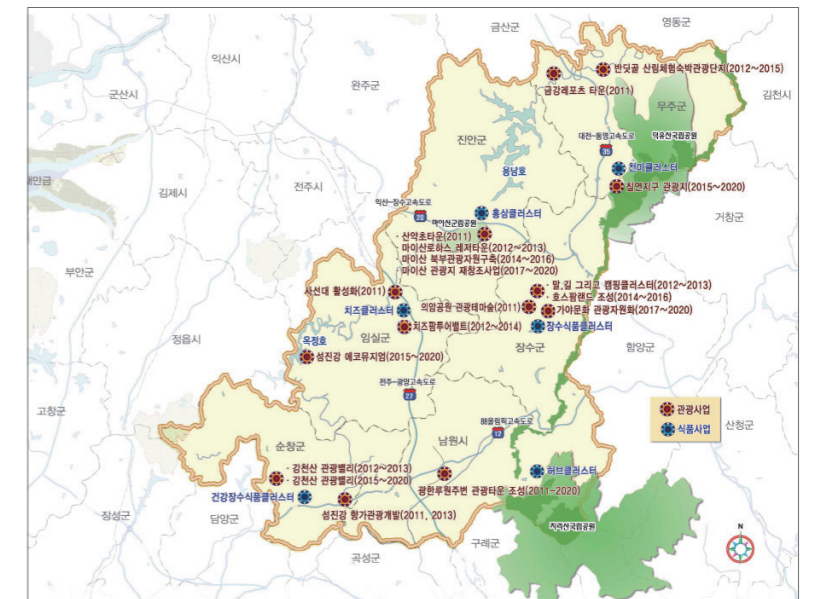 금산군
영동군
익산시
완주군
군산시
반딧골 산림체험숙박관광단지(2012~2015)
금강레포츠 타운(2011)
김천시
무주군
덕유산국립공원
대전~통영고속도로
35
진안군
용남호
천마클러스터
칠면지구 관광지(2015~2020)
새만금
김제시
전주시
익산~장수고속도로
20
홍삼클러스터
마이산군립공원
거창군
· 산약초타운(2011)
· 마이산로하스 레저타운(2012~2013)
· 마이산 북부관광자원구축(2014~2016)
· 마이산 관광지 재창조사업(2017~2020)
부안군
사선대 활성화(2011)
· 말,길 그리고 캠핑클러스터(2012~2013)
· 호스팜랜드 조성(2014~2016)
의암공원 관광테마숲(2011)
· 가야문화 관광자원화(2017~2020)
치즈클러스터
치즈팜투어밸트(2012~2014)
장수식품클러스터
정읍시
임실군
옥정호
장수군
함양군
섬진강 에코뮤지엄(2015~2020)
전주~광양고속도로
27
고창군
관광사업
식품사업
산청군
88올림픽고속도로
12
순창군
남원시
· 강천산 관광밸리(2012~2013)
· 강천산 관광밸리(2015~2020)
허브클러스터
건강장수식품클러스터
광한루원주변 관광타운 조성(2011~2020)
섬진강 향가관광개발(2011, 2013)
장성군
담양군
지리산국립공원
N
구례군
곡성군